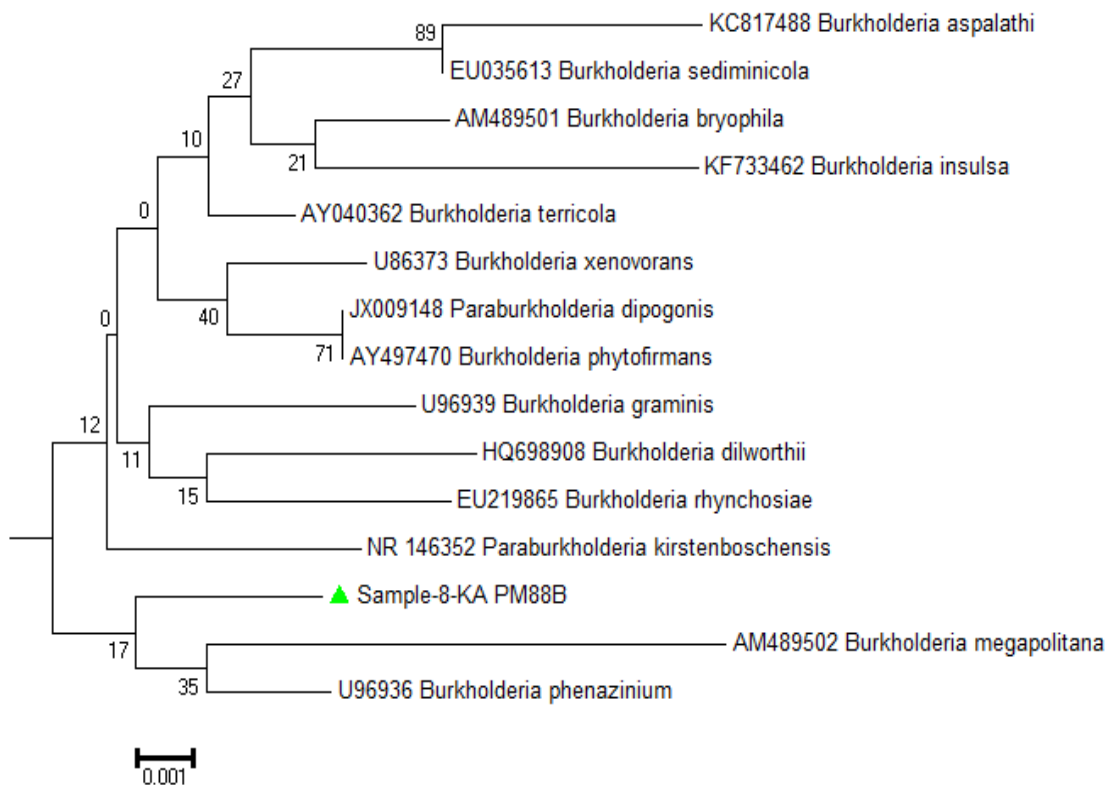 KC817488 Burkholderia aspalathi
89
EU035613 Burkholderia sediminicola
27
AM489501 Burkholderia bryophila
10
21
KF733462 Burkholderia insulsa
0
AY040362 Burkholderia terricola
U86373 Burkholderia xenovorans
40
JX009148 Paraburkholderia dipogonis
0
71
AY497470 Burkholderia phytofirmans
U96939 Burkholderia graminis
12
11
HQ698908 Burkholderia dilworthii
15
EU219865 Burkholderia rhynchosiae
NR 146352 Paraburkholderia kirstenboschensis
Sample-8-KA PM88B
17
AM489502 Burkholderia megapolitana
35
U96936 Burkholderia phenazinium
0.001